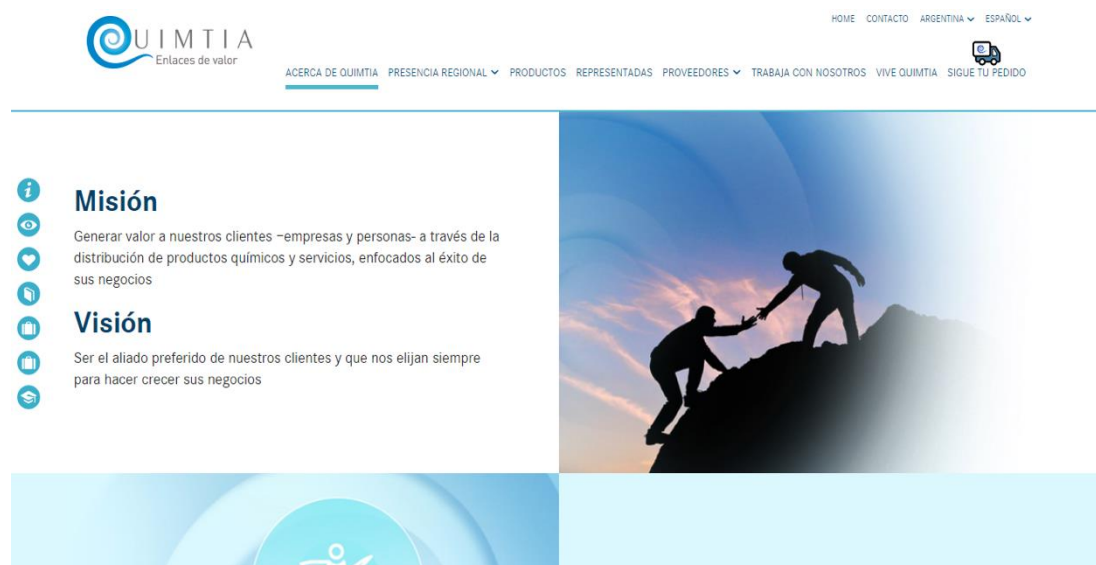 HOME CONTACTO ARGENTINA ESPAÑOL
QUIMTIA
Enlaces de valor
ACERCA DE QUIMTIA PRESENCIA REGIONAL PRODUCTOS REPRESENTADAS PROVEEDORES TRABAJA CON NOSOTROS VIVE QUIMTIA SIGUE TU PEDIDO
Misión
Generar valor a nuestros clientes –empresas y personas- a través de la
distribución de productos químicos y servicios, enfocados al éxito de
sus negocios
Visión
Ser el aliado preferido de nuestros clientes y que nos elijan siempre
para hacer crecer sus negocios